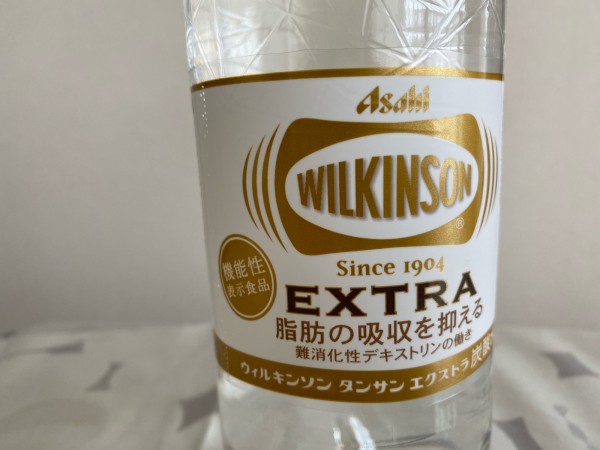 Asahi
WILKINSON
®
Since 1904
EXTRA
機能性
表示食品
脂肪の吸収を抑える
難消化性デキストリンの働き
ウィルキンソン タンサン エクストラ